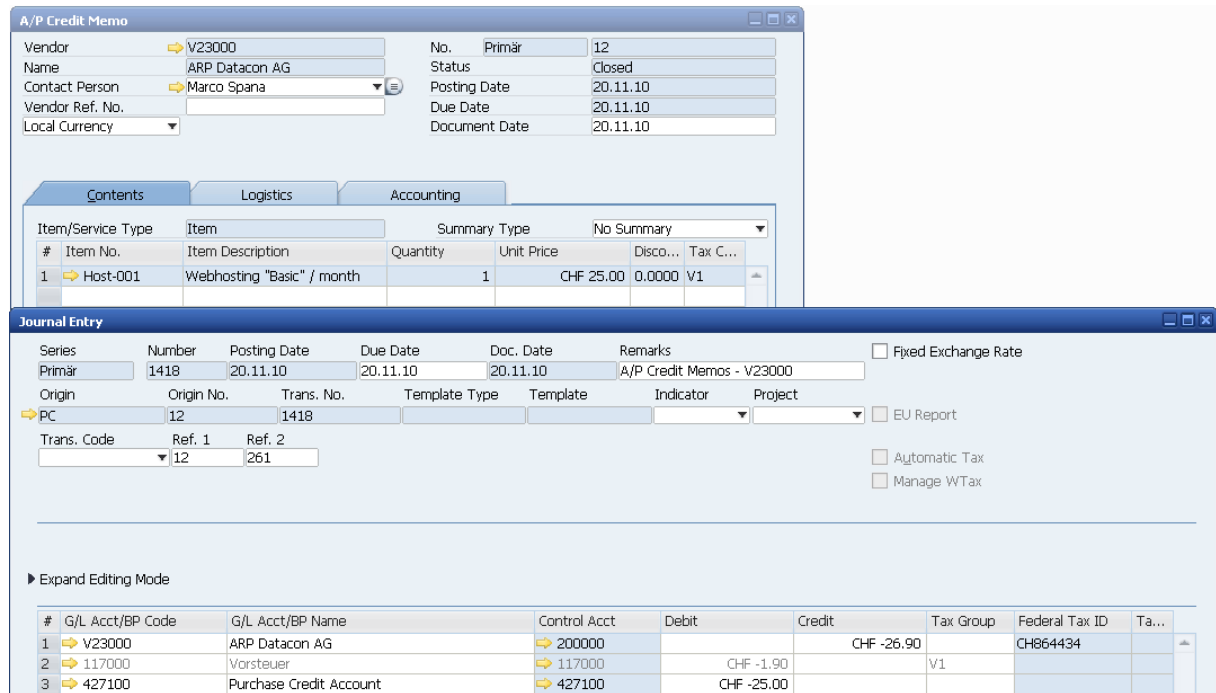 A/P Credit Memo
Vendor V23000 No. Primär 12
Name ARP Datacon AG Status Closed
Contact Person Marco Spana Posting Date 20.11.10
Vendor Ref. No. Due Date 20.11.10
Local Currency Document Date 20.11.10
Contents Logistics Accounting
Item/Service Type Item Summary Type No Summary
# Item No. Item Description Quantity Unit Price Disco... Tax C...
1 Host-001 Webhosting "Basic" / month 1 CHF 25.00 0.0000 V1
Journal Entry
Series Number Posting Date Due Date Doc. Date Remarks Fixed Exchange Rate
Primär 1418 20.11.10 20.11.10 20.11.10 A/P Credit Memos - V23000
Origin Origin No. Trans. No. Template Type Template Indicator Project
PC 12 1418 EU Report
Trans. Code Ref. 1 Ref. 2
12 261 Automatic Tax
Manage WTax
Expand Editing Mode
# G/L Acct/BP Code G/L Acct/BP Name Control Acct Debit Credit Tax Group Federal Tax ID Ta...
1 V23000 ARP Datacon AG 200000 CHF -26.90 CH864434
2 117000 Vorsteuer 117000 CHF -1.90 V1
3 427100 Purchase Credit Account 427100 CHF -25.00